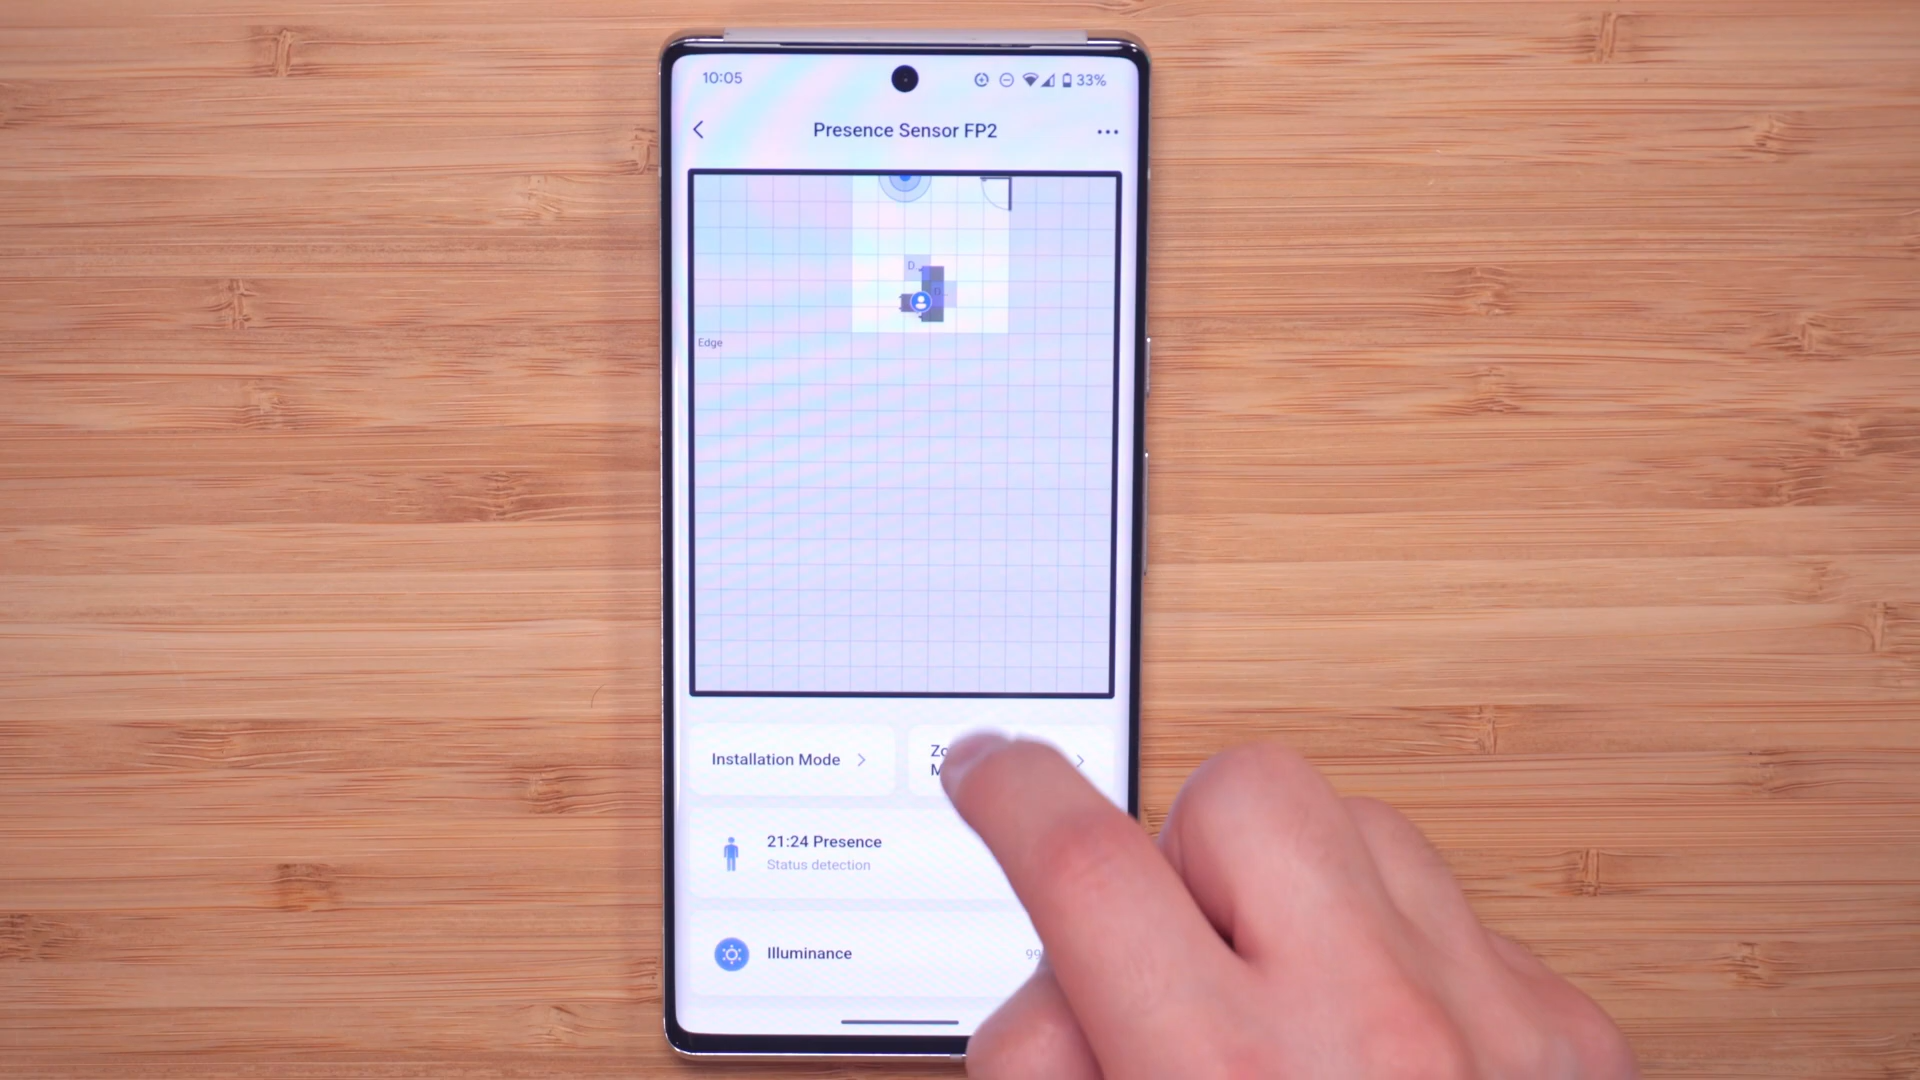 10:05
33%
Presence Sensor FP2
D
Edge
Installation Mode
21:24 Presence
Status detection
Illuminance